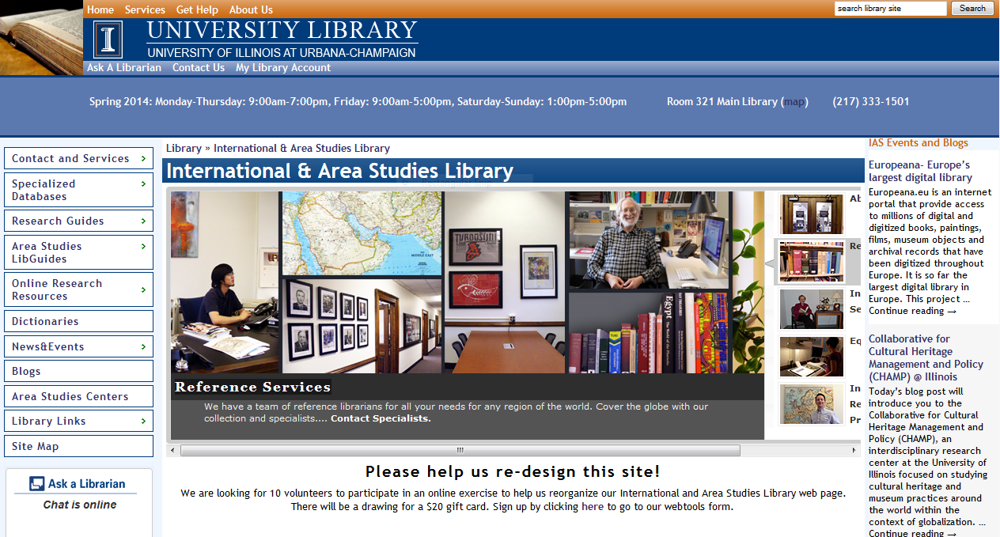 Home Services Get Help About Us
search library site Search
I
UNIVERSITY LIBRARY
UNIVERSITY OF ILLINOIS AT URBANA-CHAMPAIGN
Ask A Librarian Contact Us My Library Account
Spring 2014: Monday-Thursday: 9:00am-7:00pm, Friday: 9:00am-5:00pm, Saturday-Sunday: 1:00pm-5:00pm Room 321 Main Library (map) (217) 333-1501
Contact and Services
Specialized
Databases
Research Guides
Area Studies
LibGuides
Online Research
Resources
Dictionaries
News&Events
Blogs
Area Studies Centers
Library Links
Site Map
Ask a Librarian
Chat is online
Library » International & Area Studies Library
International & Area Studies Library
MIDDLE EAST
Egypt
Reference Services
We have a team of reference librarians for all your needs for any region of the world. Cover the globe with our
collection and specialists.... Contact Specialists.
Ab
Re
In
Se
Eq
In
Re
Pr
Please help us re-design this site!
We are looking for 10 volunteers to participate in an online exercise to help us reorganize our International and Area Studies Library web page.
There will be a drawing for a $20 gift card. Sign up by clicking here to go to our webtools form.
IAS Events and Blogs
Europeana- Europe's
largest digital library
Europeana.eu is an internet
portal that provide access
to millions of digital and
digitized books, paintings,
films, museum objects and
archival records that have
been digitized throughout
Europe. It is so far the
largest digital library in
Europe. This project ...
Continue reading →
Collaborative for
Cultural Heritage
Management and Policy
(CHAMP) @ Illinois
Today's blog post will
introduce you to the
Collaborative for Cultural
Heritage Management and
Policy (CHAMP), an
interdisciplinary research
center at the University of
Illinois focused on studying
cultural heritage and
museum practices around
the world within the
context of globalization. ...
Continue reading →